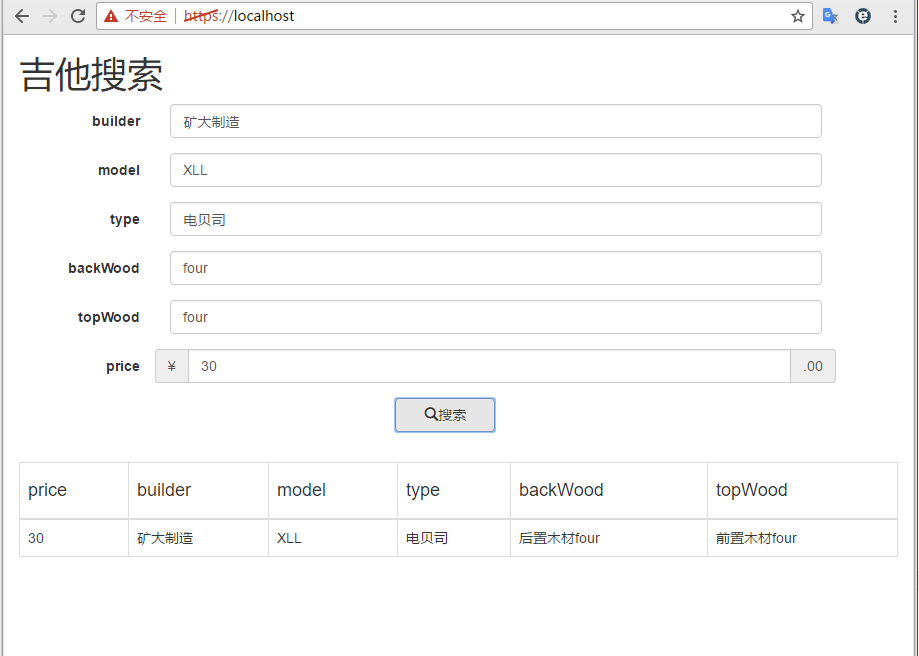 不安全 https://localhost
吉他搜索
builder 矿大制造
model XLL
type 电贝司
backWood four
topWood four
price ¥ 30 .00
搜索
price builder model type backWood topWood
30 矿大制造 XLL 电贝司 后置木材four 前置木材four